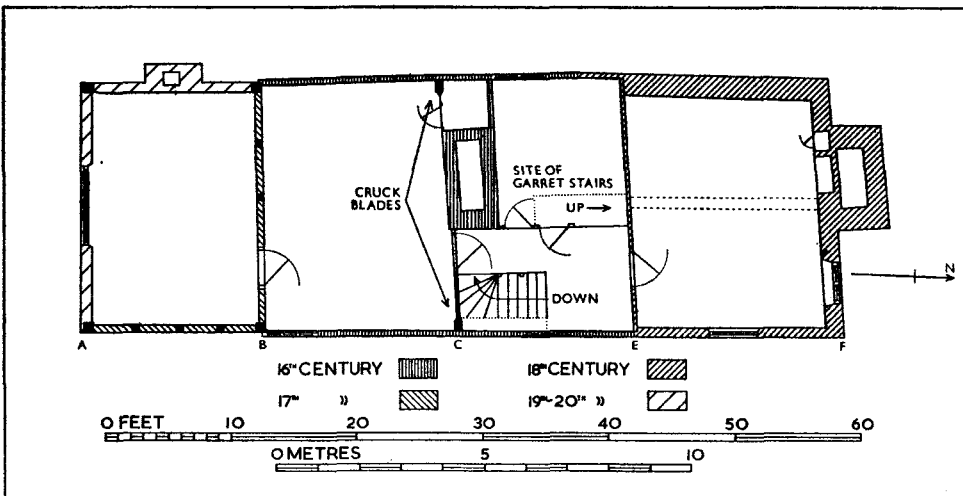 SITE OF
GARRET STAIRS
UP
CRUCK
BLADES
N
DOWN
A B C E F
16TH CENTURY 18TH CENTURY
17TH " 19TH-20TH "
0 FEET 10 20 30 40 50 60
0 METRES 5 10